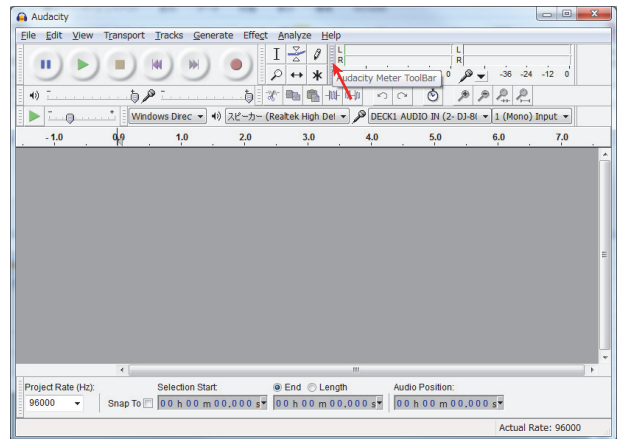 Audacity
File Edit View Transport Tracks Generate Effect Analyze Help
L
R
L
R
Audacity Meter ToolBar
0
-36 -24 -12 0
Windows Direc
スピーカー (Realtek High Def
DECK1 AUDIO IN (2- DJ-80
1 (Mono) Input
-1.0 0.0 1.0 2.0 3.0 4.0 5.0 6.0 7.0
Project Rate (Hz): Selection Start: End Length Audio Position:
96000 Snap To 00 h 00 m 00.000 s 00 h 00 m 00.000 s 00 h 00 m 00.000 s
Actual Rate: 96000